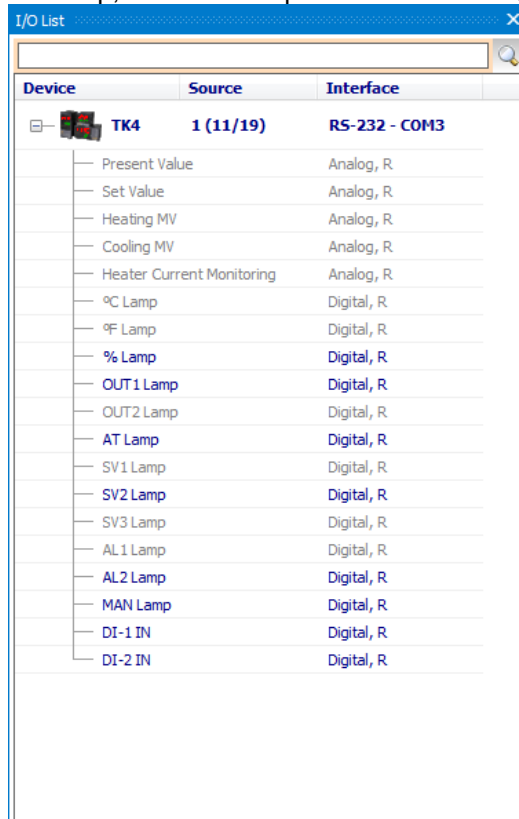 I/O List
Device Source Interface
TK4 1 (11/19) RS-232 - COM3
Present Value Analog, R
Set Value Analog, R
Heating MV Analog, R
Cooling MV Analog, R
Heater Current Monitoring Analog, R
ºC Lamp Digital, R
ºF Lamp Digital, R
% Lamp Digital, R
OUT1 Lamp Digital, R
OUT2 Lamp Digital, R
AT Lamp Digital, R
SV1 Lamp Digital, R
SV2 Lamp Digital, R
SV3 Lamp Digital, R
AL1 Lamp Digital, R
AL2 Lamp Digital, R
MAN Lamp Digital, R
DI-1 IN Digital, R
DI-2 IN Digital, R